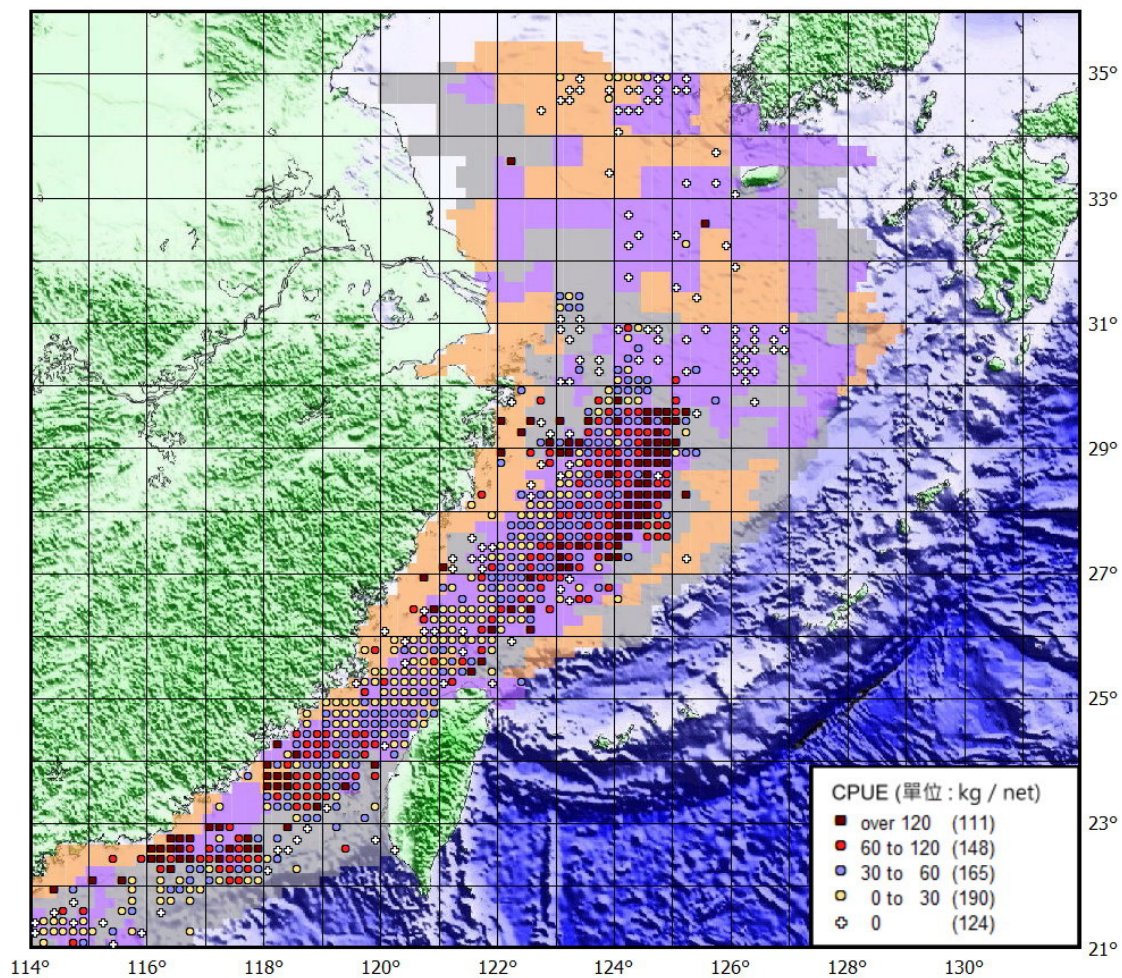 35°
33°
31°
29°
27°
25°
CPUE (單位 : kg / net)
over 120 (111)
60 to 120 (148)
30 to 60 (165)
0 to 30 (190)
0 (124)
23°
21°
114° 116° 118° 120° 122° 124° 126° 128° 130°